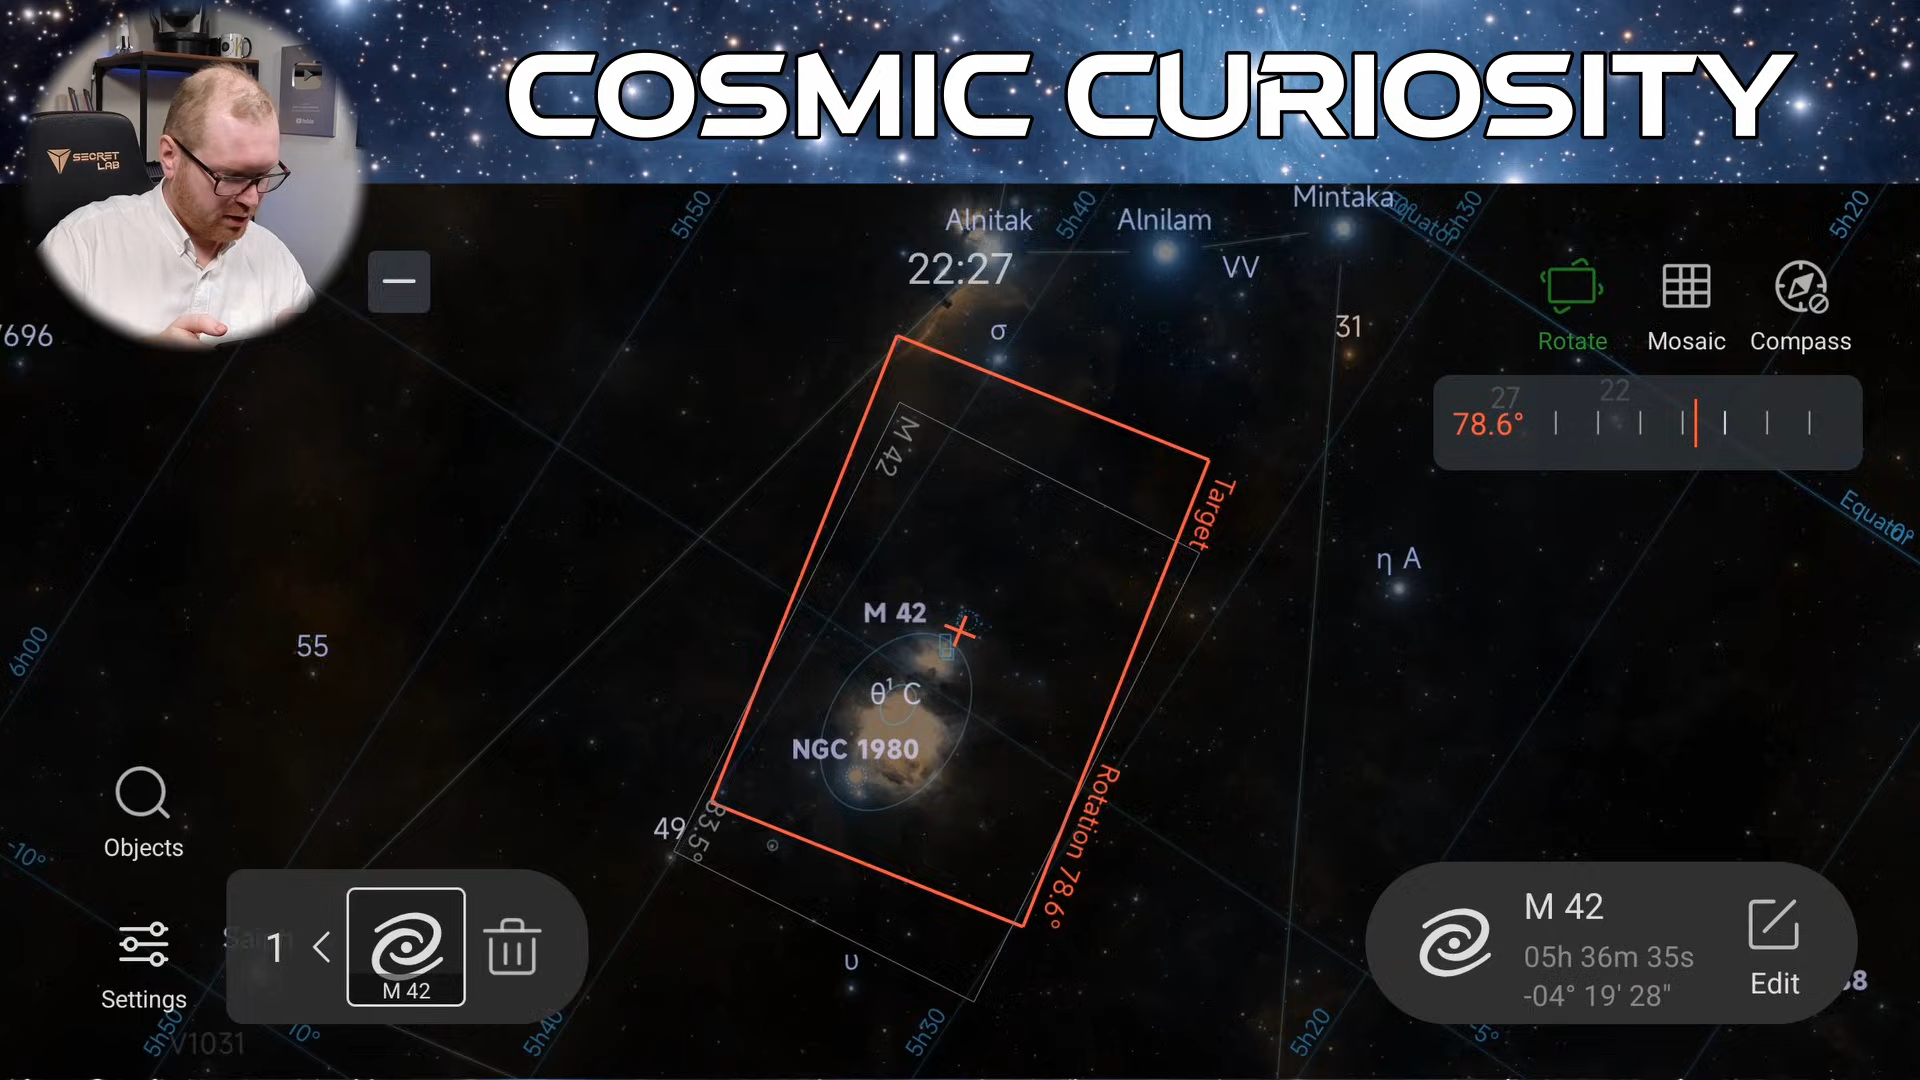 COSMIC CURIOSITY
SECRET
LAB
5h50
Alnitak
5h40
Alnilam
Mintaka
Equator
5h30
5h20
22:27
VV
σ
31
696
Rotate
Mosaic
Compass
27
22
78.6°
M 42
Target
Equator
0°
η A
M 42
55
6h00
θ¹ C
NGC 1980
49
83.5°
Rotation 78.6°
-10°
Objects
Settings
1
M 42
υ
M 42
05h 36m 35s
-04° 19' 28"
Edit
5h50
V1031
10°
5h40
5h30
5h20
-5°